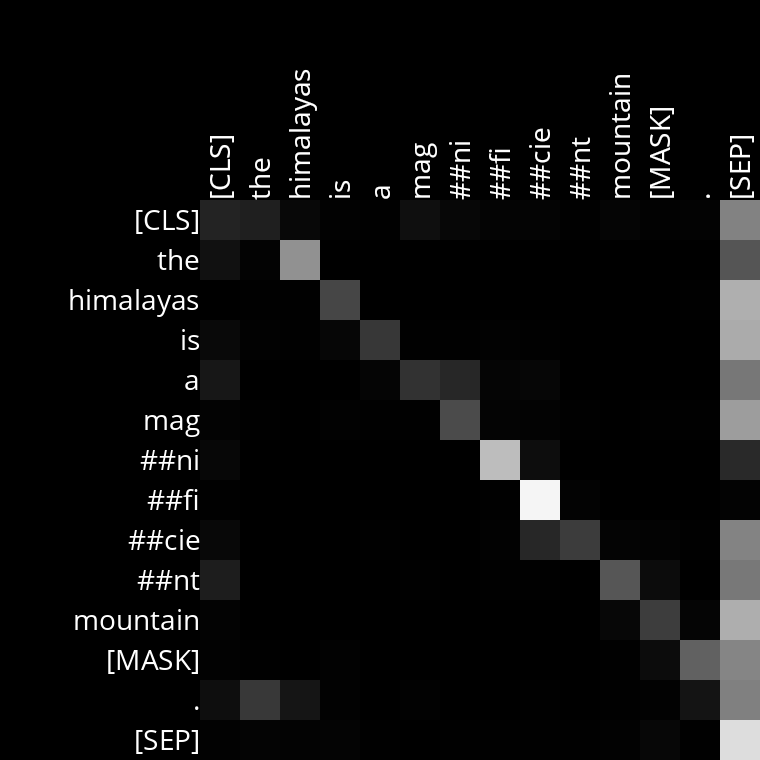 [CLS]
the
himalayas
is
a
mag
##ni
##fi
##cie
##nt
mountain
[MASK]
.
[SEP]
[CLS]
the
himalayas
is
a
mag
##ni
##fi
##cie
##nt
mountain
[MASK]
.
[SEP]